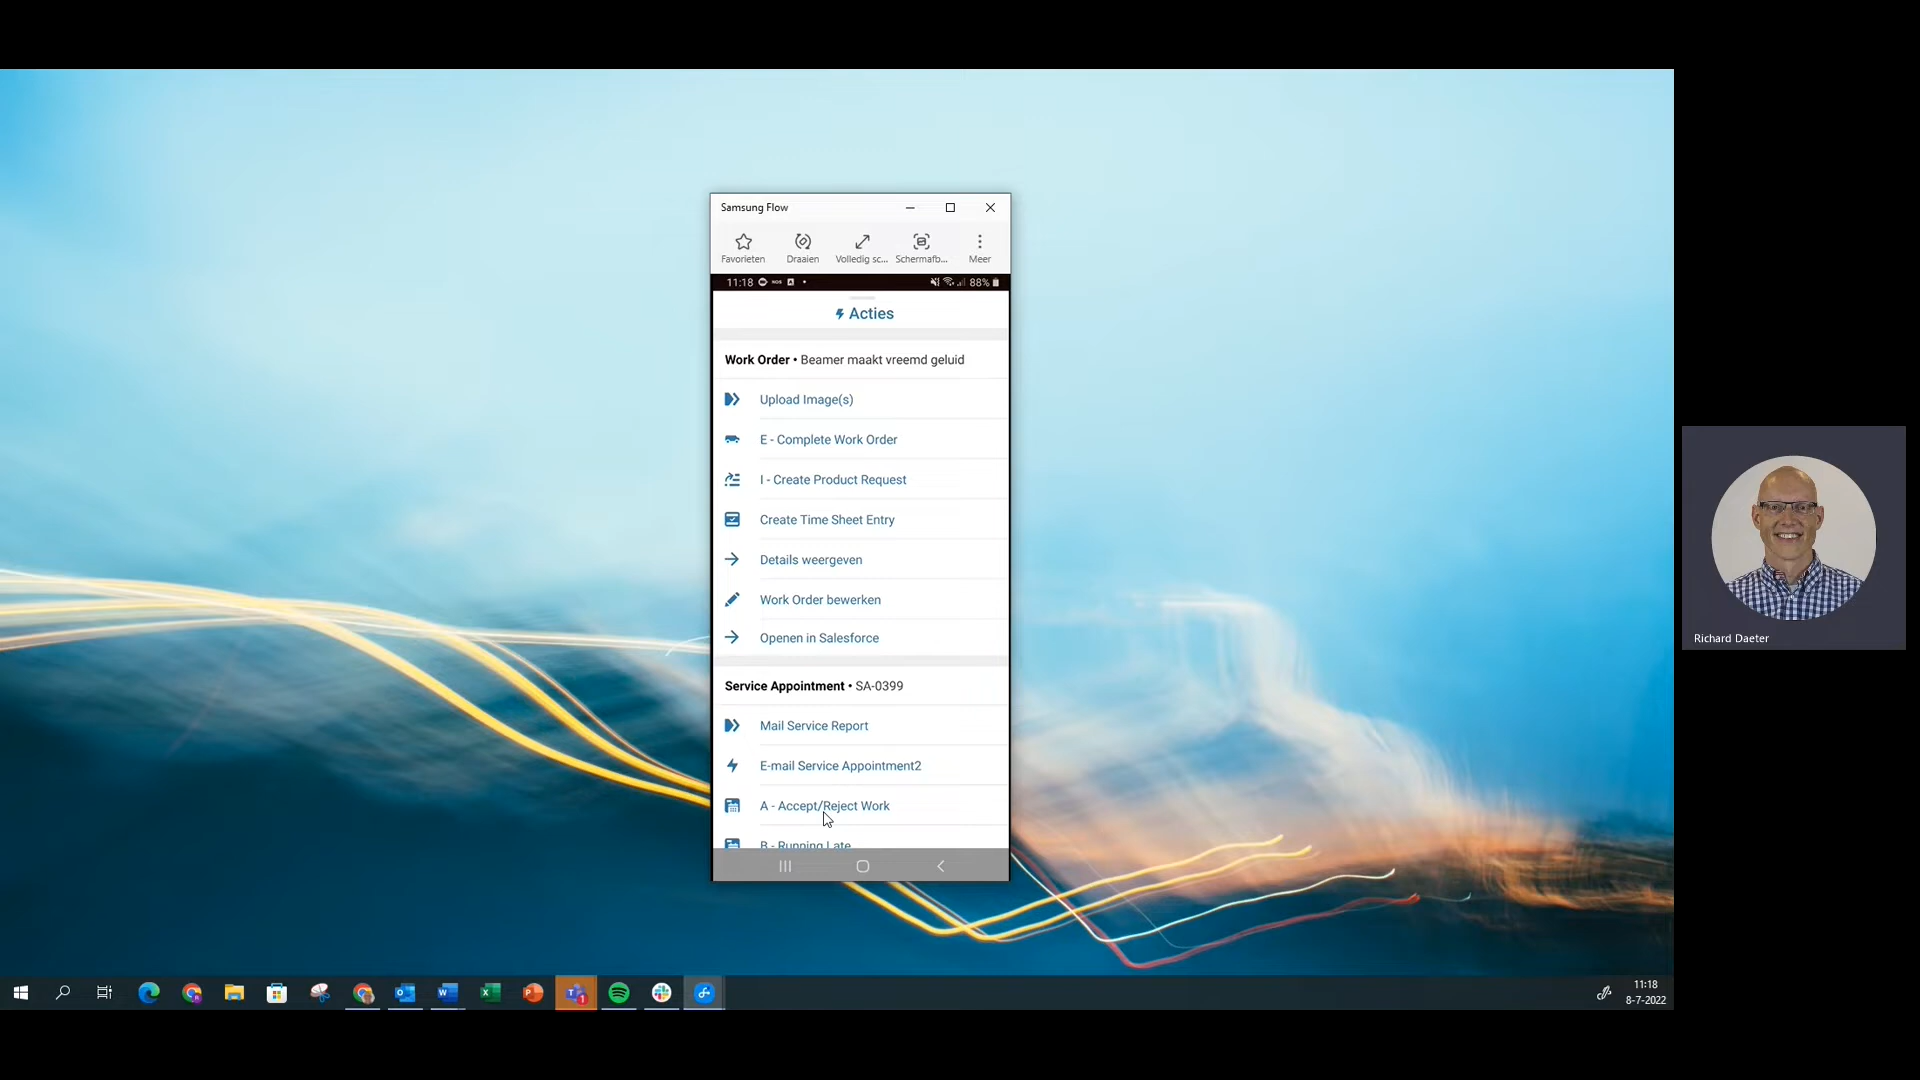 Samsung Flow
Favorieten
Draaien
Volledig sc...
Schermafb...
Meer
11:18
88%
Acties
Work Order • Beamer maakt vreemd geluid
Upload Image(s)
E - Complete Work Order
I - Create Product Request
Create Time Sheet Entry
Details weergeven
Work Order bewerken
Openen in Salesforce
Service Appointment • SA-0399
Mail Service Report
E-mail Service Appointment2
A - Accept/Reject Work
B - Running Late
Richard Daeter
11:18
8-7-2022